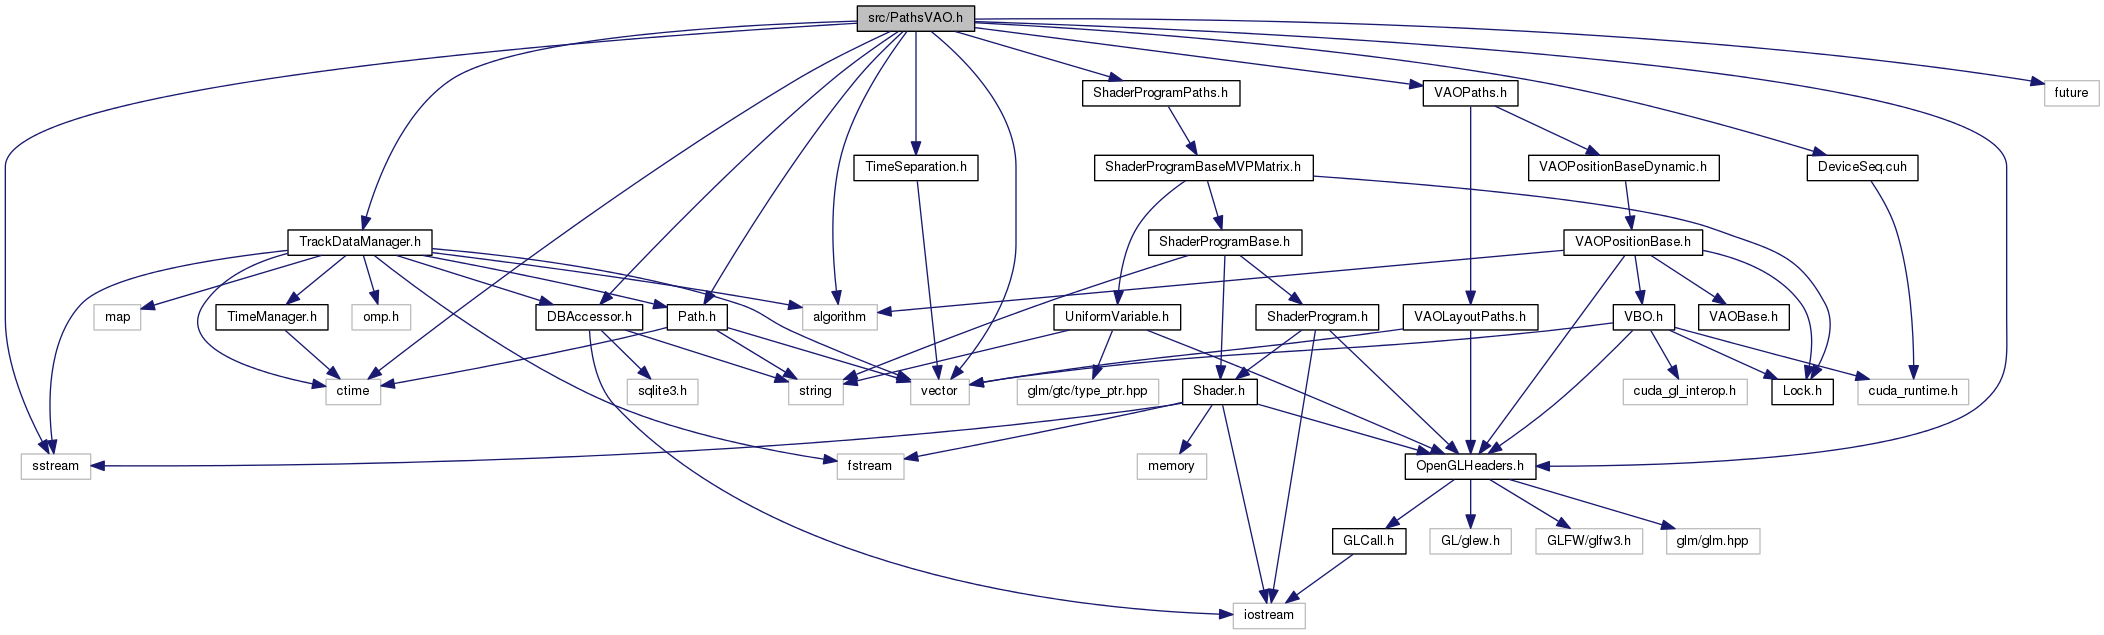 src/PathsVAO.h
ShaderProgramPaths.h
VAOPaths.h
future
TimeSeparation.h
ShaderProgramBaseMVPMatrix.h
VAOPositionBaseDynamic.h
DeviceSeq.cuh
TrackDataManager.h
ShaderProgramBase.h
VAOPositionBase.h
map
TimeManager.h
omp.h
DBAccessor.h
Path.h
algorithm
UniformVariable.h
ShaderProgram.h
VAOLayoutPaths.h
VBO.h
VAOBase.h
ctime
sqlite3.h
string
vector
glm/gtc/type_ptr.hpp
Shader.h
cuda_gl_interop.h
Lock.h
cuda_runtime.h
sstream
fstream
memory
OpenGLHeaders.h
GLCall.h
GL/glew.h
GLFW/glfw3.h
glm/glm.hpp
iostream